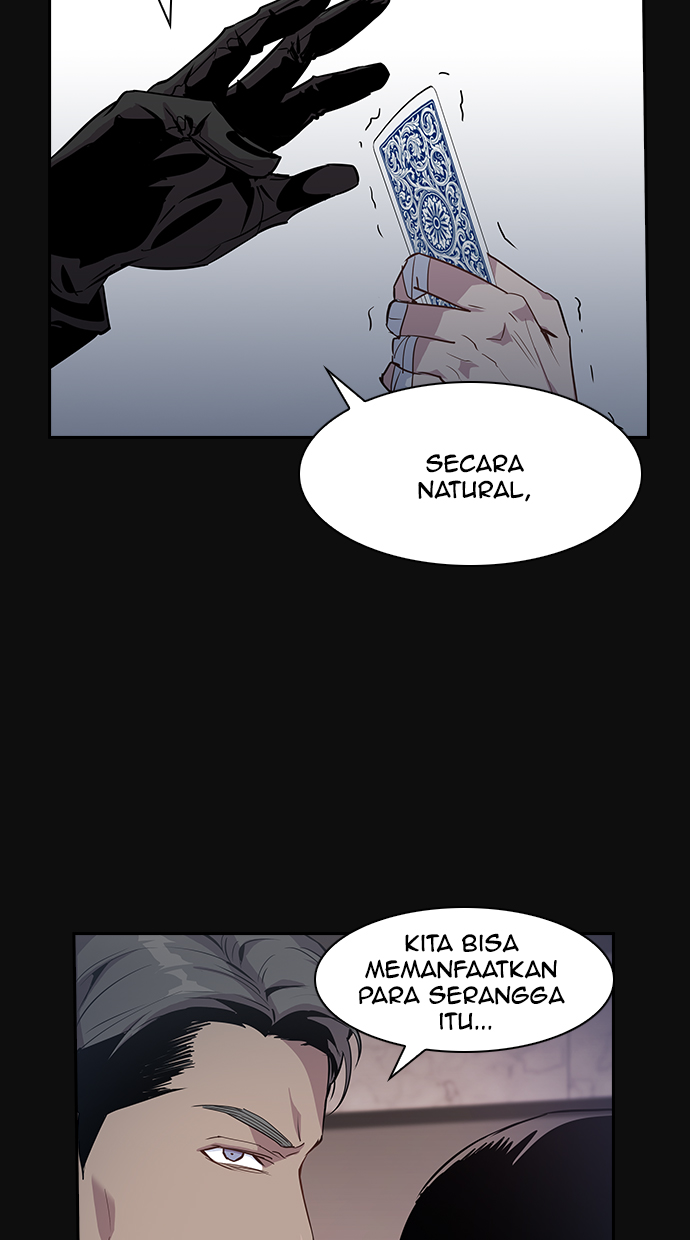 SECARA
NATURAL,
KITA BISA
MEMANFAATKAN
PARA SERANGGA
ITU...